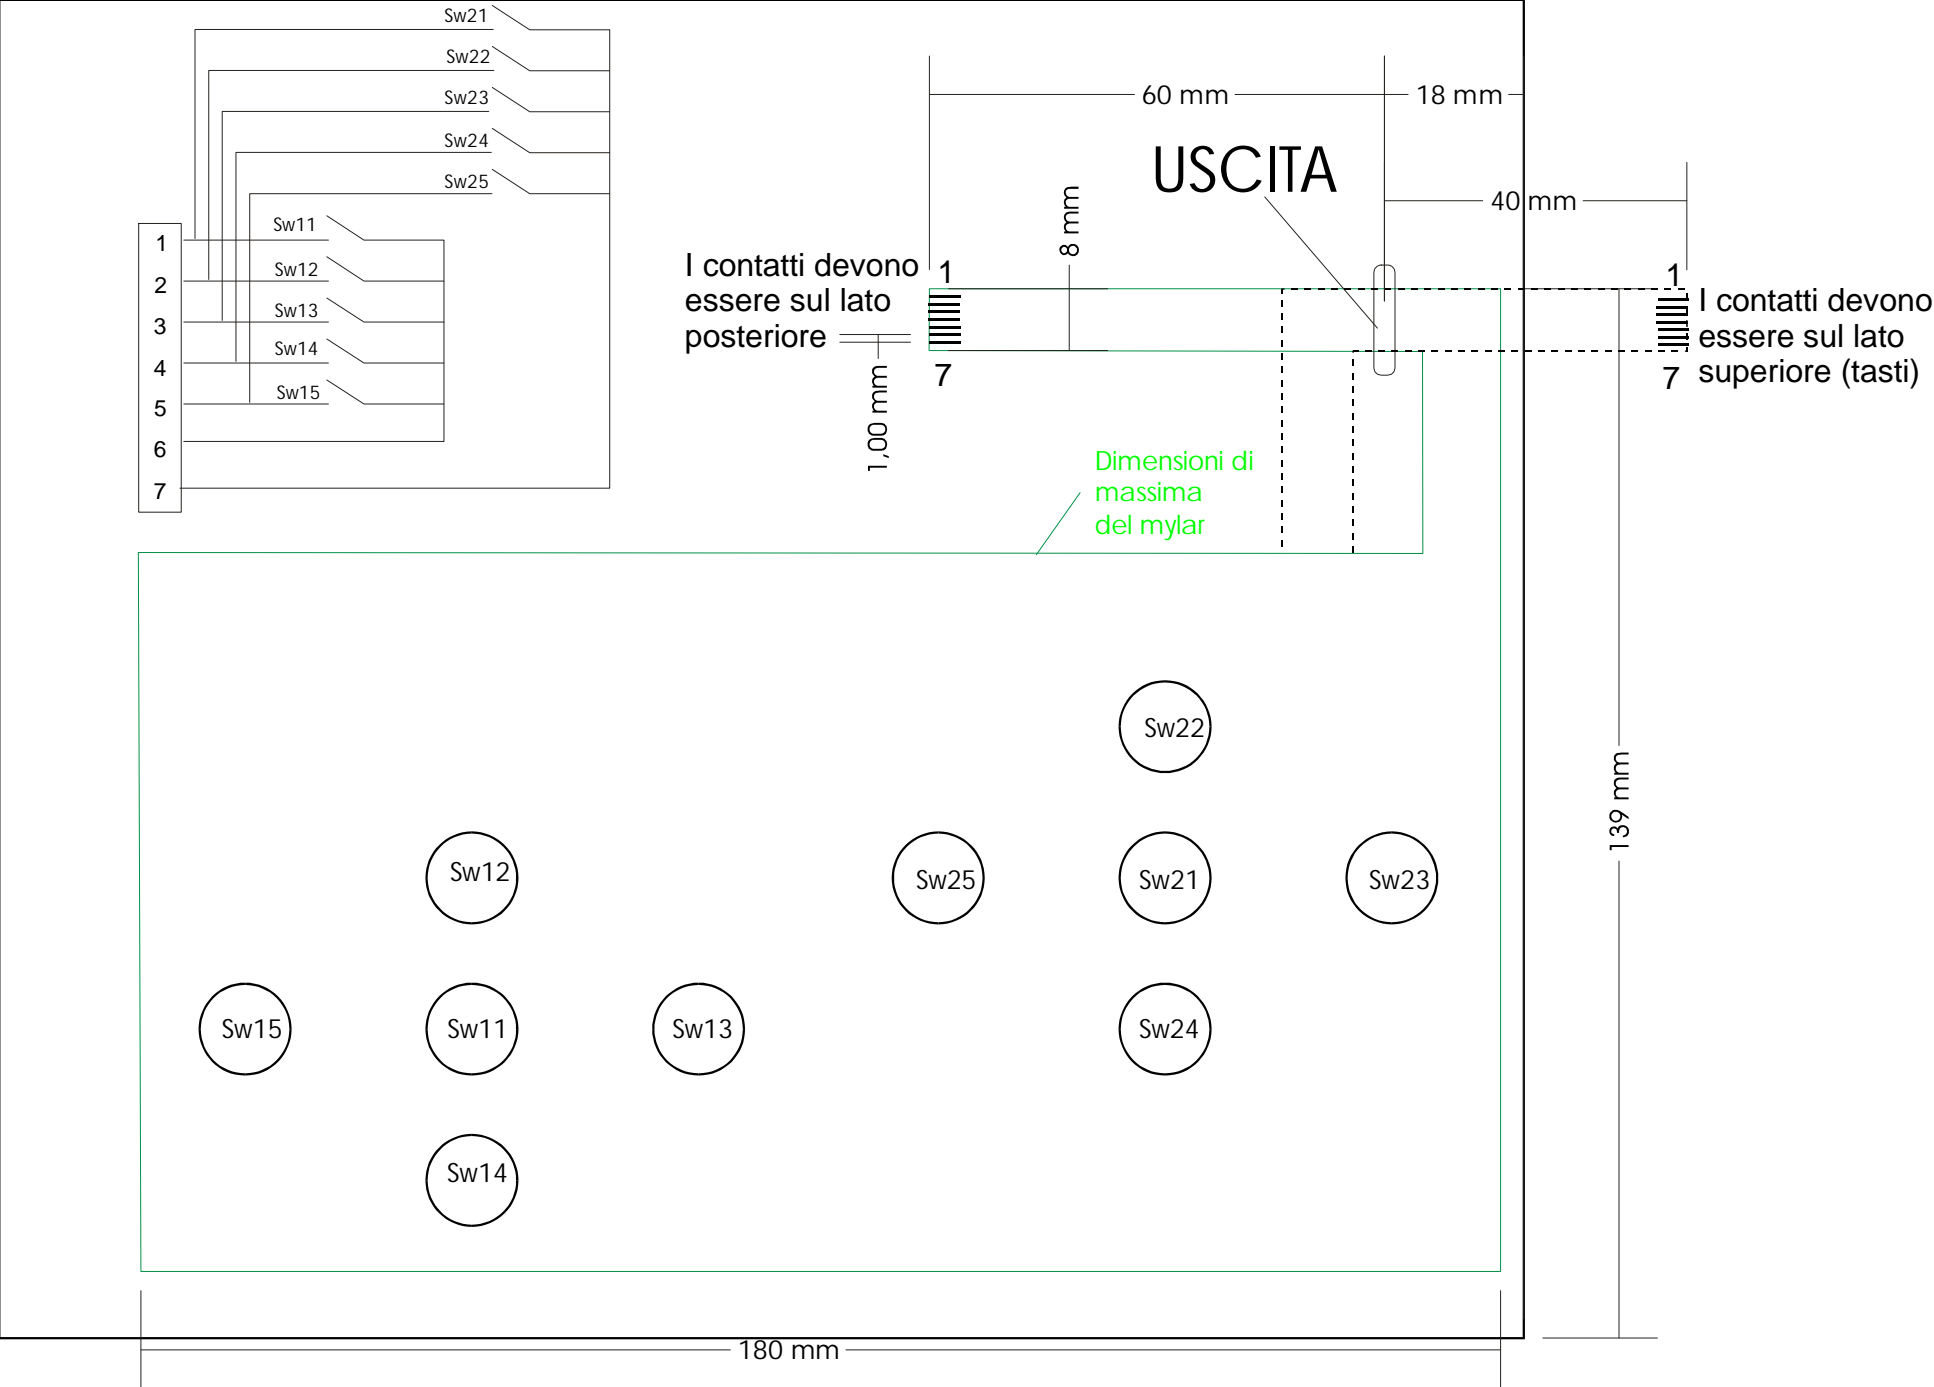 Sw21
Sw22
Sw23
Sw24
Sw25
Sw11
Sw12
Sw13
Sw14
Sw15
1
2
3
4
5
6
7
60 mm
18 mm
USCITA
40 mm
8 mm
I contatti devono
essere sul lato
posteriore
1
7
1,00 mm
1
7
I contatti devono
essere sul lato
superiore (tasti)
Dimensioni di
massima
del mylar
139 mm
Sw22
Sw12
Sw25
Sw21
Sw23
Sw15
Sw11
Sw13
Sw24
Sw14
180 mm